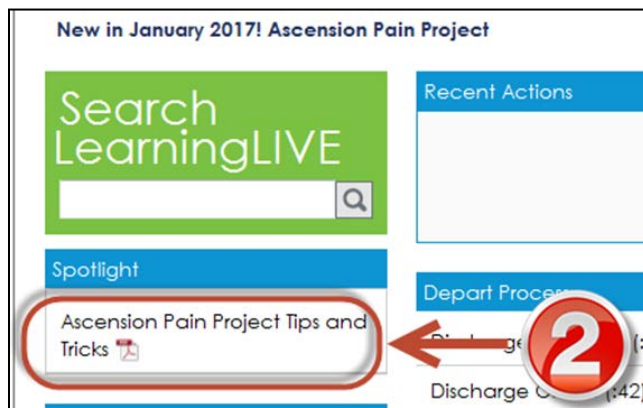 New in January 2017! Ascension Pain Project
Search
LearningLIVE
Recent Actions
Spotlight
Ascension Pain Project Tips and
Tricks
Depart Process
2
Discharge (:42)